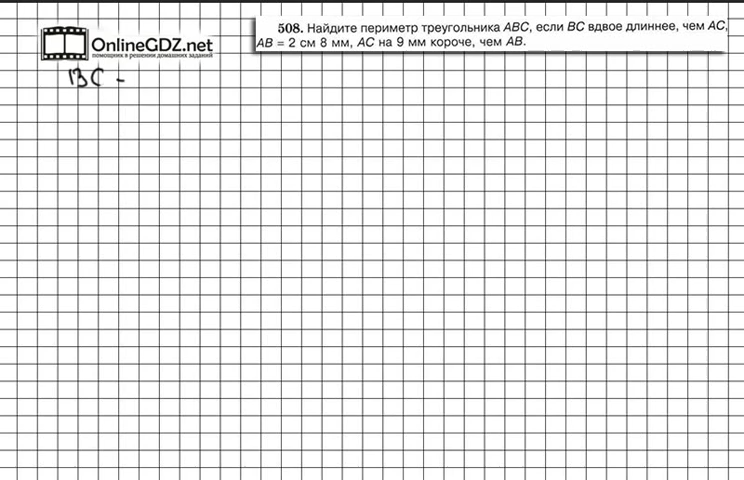 508. Найдите периметр треугольника ABC, если BC вдвое длиннее, чем AC,
AB = 2 см 8 мм, AC на 9 мм короче, чем AB.
OnlineGDZ.net
помощник в решении домашних заданий
BC -